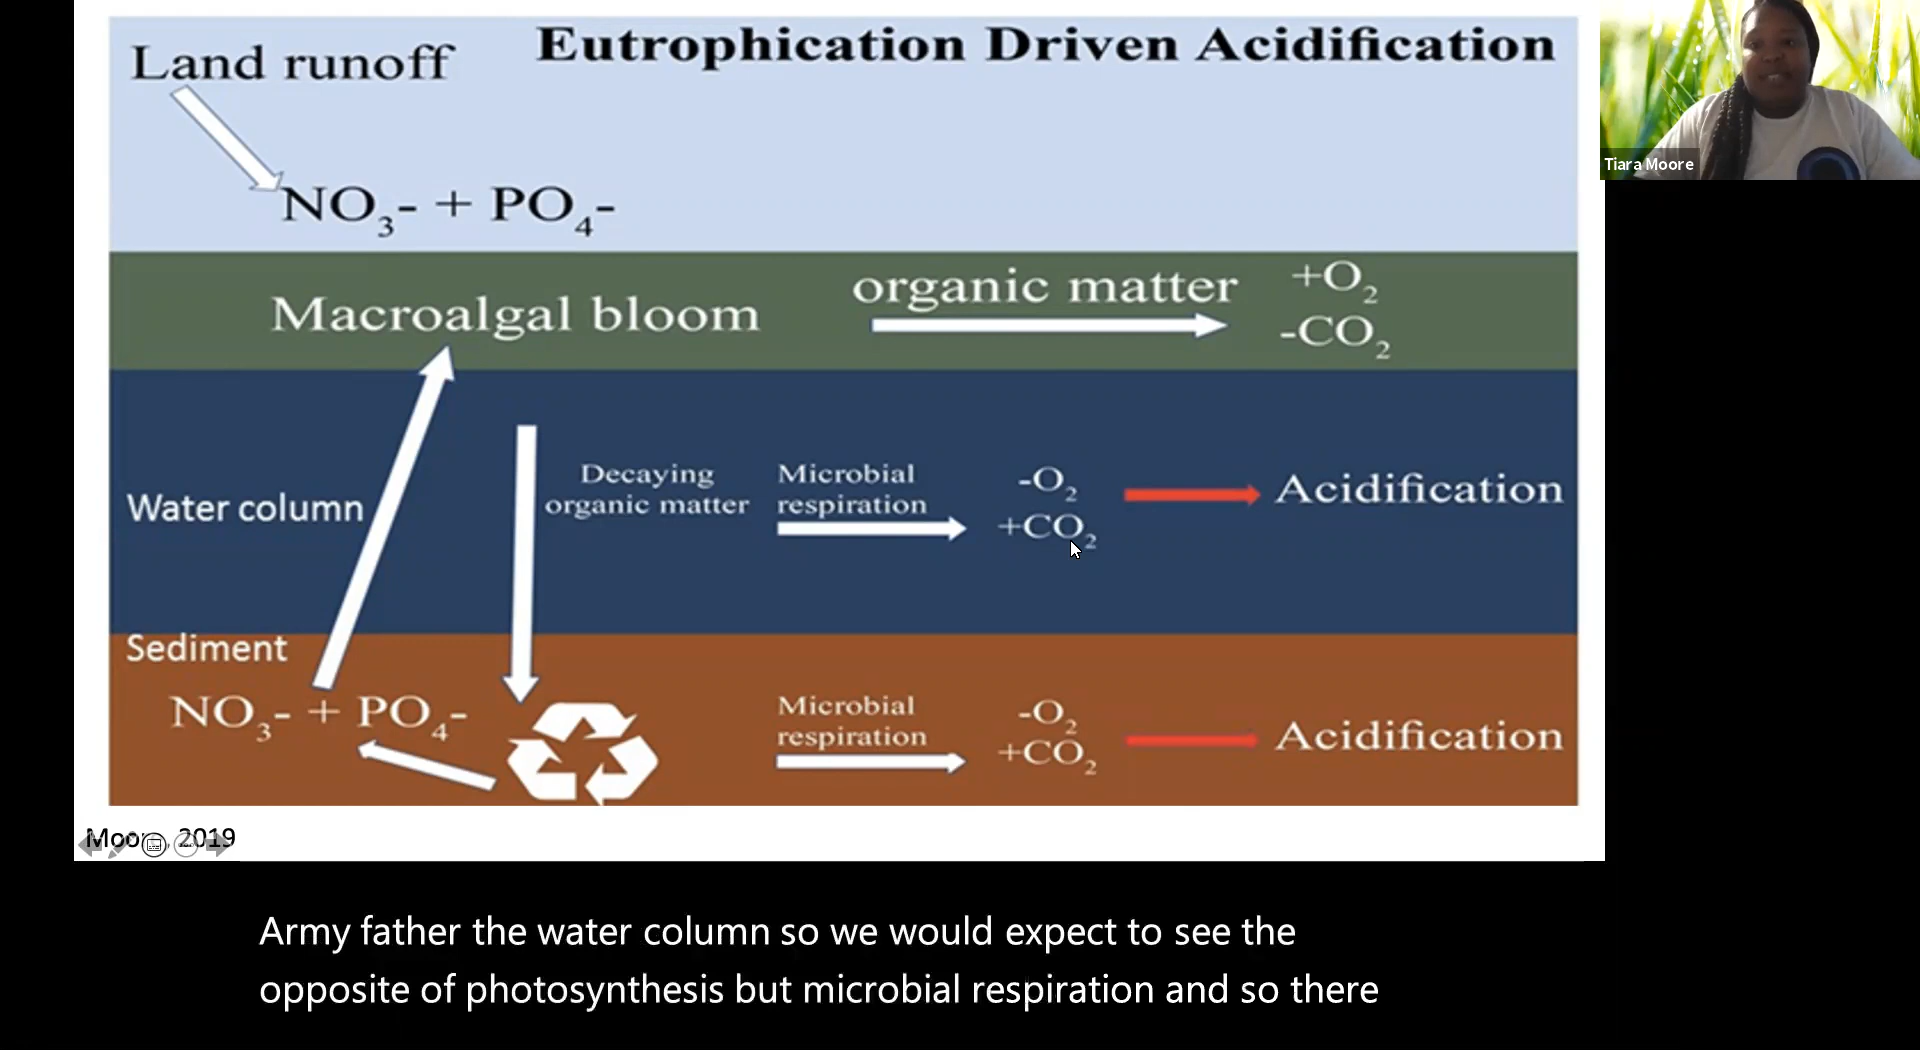 Land runoff
Eutrophication Driven Acidification
Tiara Moore
NO₃- + PO₄-
Macroalgal bloom
organic matter
+O₂
-CO₂
Water column
Decaying
organic matter
Microbial
respiration
-O₂
+CO₂
Acidification
Sediment
NO₃- + PO₄-
Microbial
respiration
-O₂
+CO₂
Acidification
2019
Army father the water column so we would expect to see the
opposite of photosynthesis but microbial respiration and so there